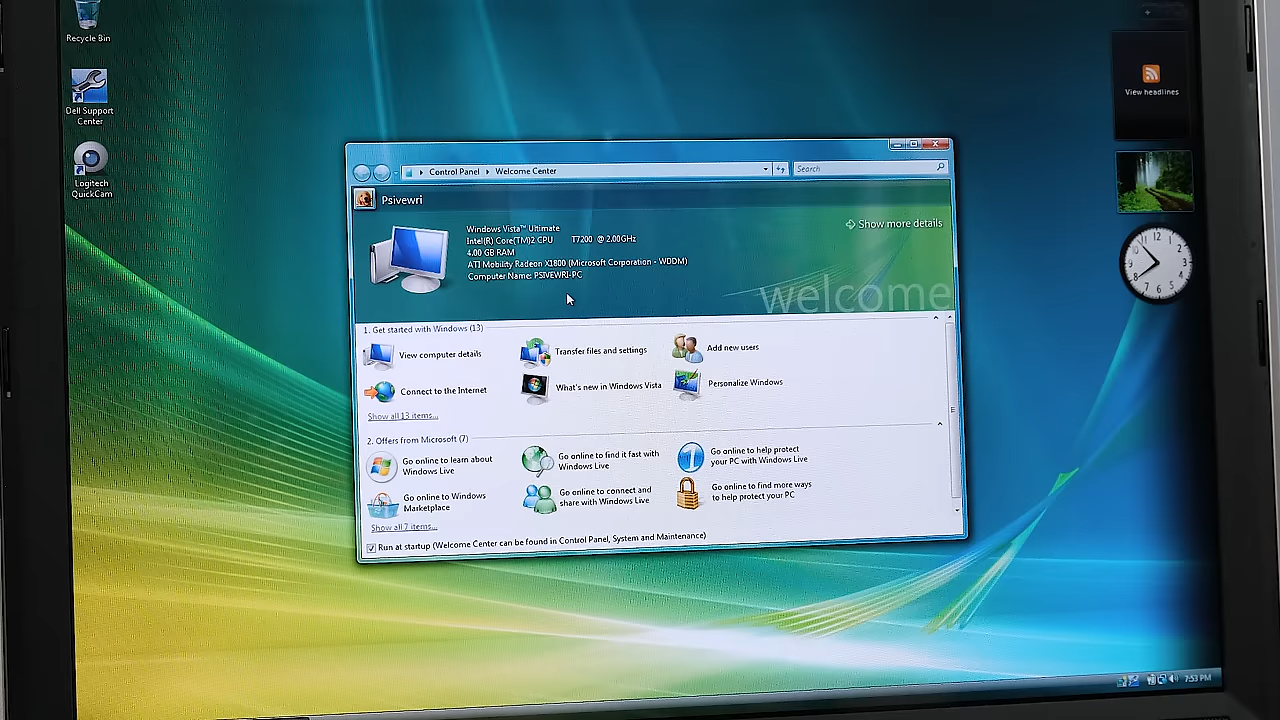 Recycle Bin
Dell Support
Center
Logitech
QuickCam
View headlines
Control Panel
Welcome Center
Search
Psivewri
Windows Vista™ Ultimate
Intel(R) Core(TM)2 CPU T7200 @ 2.00GHz
4.00 GB RAM
ATI Mobility Radeon X1800 (Microsoft Corporation - WDDM)
Computer Name: PSIVEWRI-PC
Show more details
welcome
1. Get started with Windows (13)
View computer details
Transfer files and settings
Add new users
Connect to the Internet
What's new in Windows Vista
Personalize Windows
Show all 13 items...
2. Offers from Microsoft (7)
Go online to learn about
Windows Live
Go online to find it fast with
Windows Live
Go online to help protect
your PC with Windows Live
Go online to Windows
Marketplace
Go online to connect and
share with Windows Live
Go online to find more ways
to help protect your PC
Show all 7 items...
Run at startup (Welcome Center can be found in Control Panel, System and Maintenance)
7:53 PM